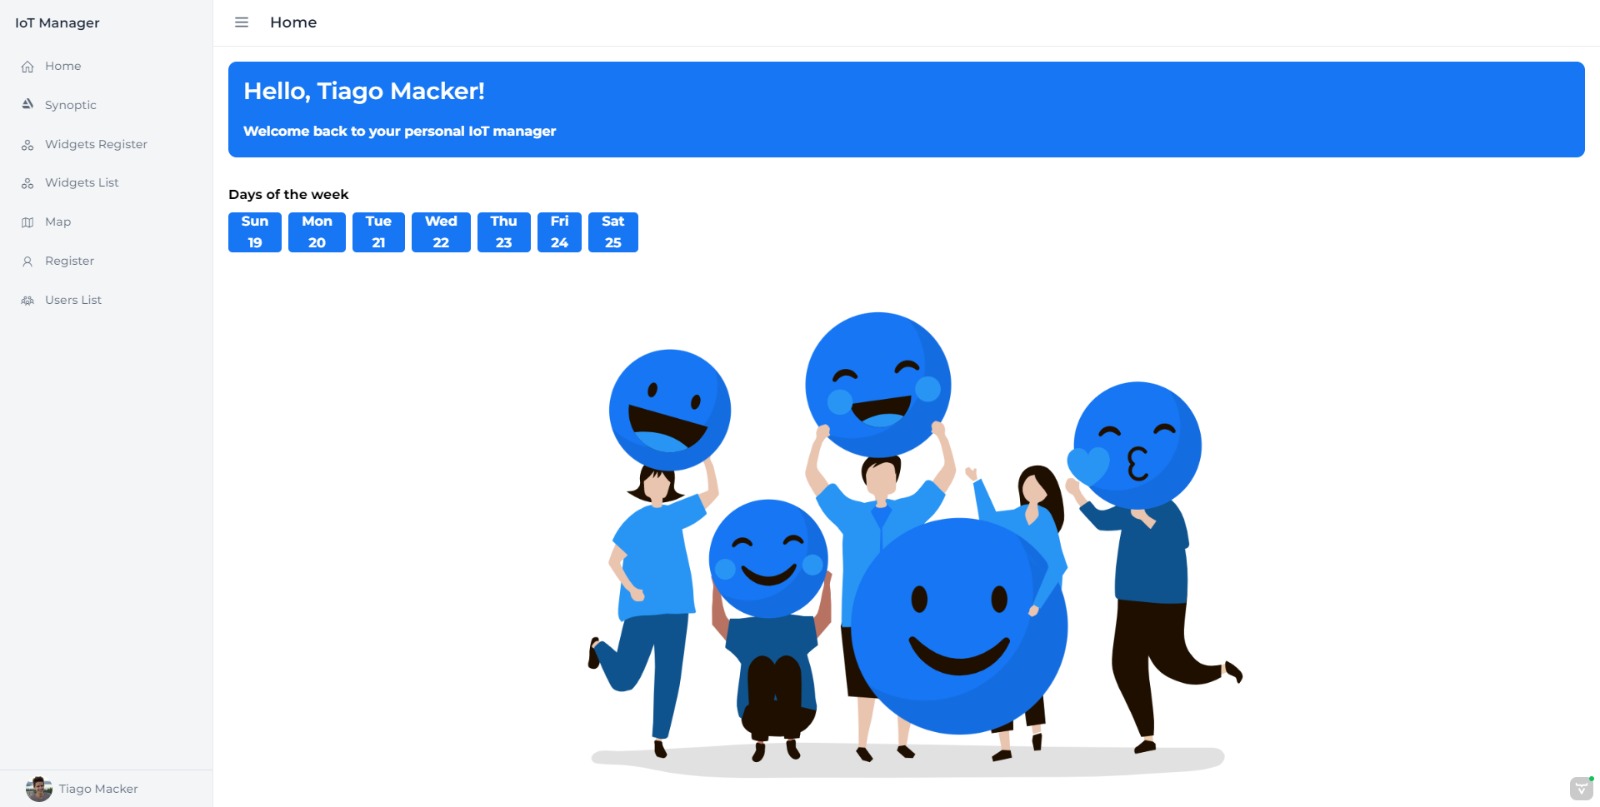 IoT Manager
Home
Home
Synoptic
Widgets Register
Widgets List
Map
Register
Users List
Hello, Tiago Macker!
Welcome back to your personal IoT manager
Days of the week
Sun Mon Tue Wed Thu Fri Sat
19 20 21 22 23 24 25
Tiago Macker